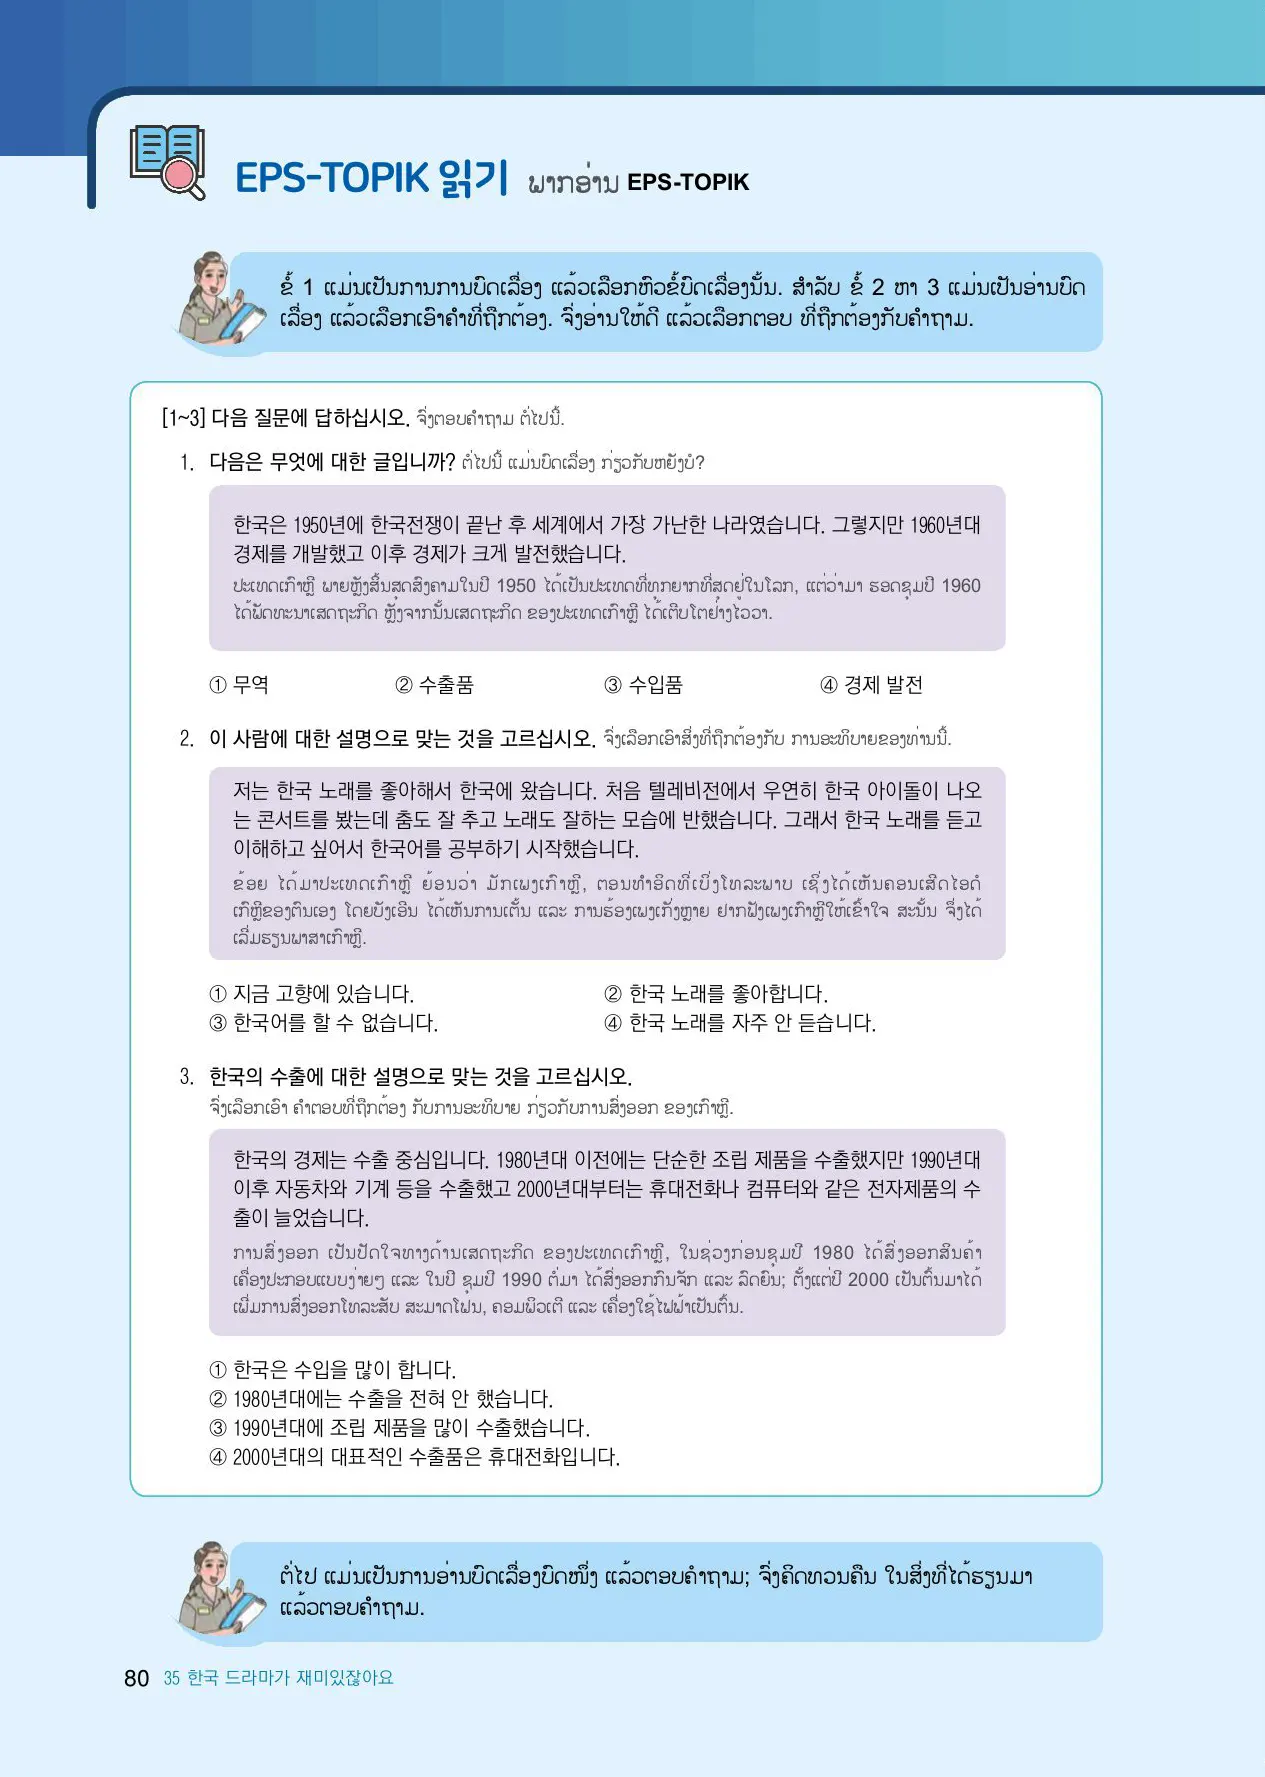 EPS-TOPIK 읽기 ພາກອ່ານ EPS-TOPIK
ຂໍ້ 1 ແມ່ນເປັນການການບົດເລື່ອງ ແລ້ວເລືອກຫົວຂໍ້ບົດເລື່ອງນັ້ນ. ສຳລັບ ຂໍ້ 2 ຫາ 3 ແມ່ນເປັນອ່ານບົດ
ເລື່ອງ ແລ້ວເລືອກເອົາຄຳທີ່ຖືກຕ້ອງ. ຈົ່ງອ່ານໃຫ້ດີ ແລ້ວເລືອກຕອບ ທີ່ຖືກຕ້ອງກັບຄຳຖາມ.
[1~3] 다음 질문에 답하십시오. ຈົ່ງຕອບຄຳຖາມ ຕໍ່ໄປນີ້.
1. 다음은 무엇에 대한 글입니까? ຕໍ່ໄປນີ້ ແມ່ນບົດເລື່ອງ ກ່ຽວກັບຫຍັງບໍ?
한국은 1950년에 한국전쟁이 끝난 후 세계에서 가장 가난한 나라였습니다. 그렇지만 1960년대
경제를 개발했고 이후 경제가 크게 발전했습니다.
ປະເທດເກົາຫຼີ ພາຍຫຼັງສິ້ນສຸດສົງຄາມໃນປີ 1950 ໄດ້ເປັນປະເທດທີ່ທຸກຍາກທີ່ສຸດຢູ່ໃນໂລກ, ແຕ່ວ່າມາ ຮອດຊຸມປີ 1960
ໄດ້ພັດທະນາເສດຖະກິດ ຫຼັງຈາກນັ້ນເສດຖະກິດ ຂອງປະເທດເກົາຫຼີ ໄດ້ເຕີບໂຕຢ່າງໄວວາ.
① 무역 ② 수출품 ③ 수입품 ④ 경제 발전
2. 이 사람에 대한 설명으로 맞는 것을 고르십시오. ຈົ່ງເລືອກເອົາສິ່ງທີ່ຖືກຕ້ອງກັບ ການອະທິບາຍຂອງທ່ານນີ້.
저는 한국 노래를 좋아해서 한국에 왔습니다. 처음 텔레비전에서 우연히 한국 아이돌이 나오
는 콘서트를 봤는데 춤도 잘 추고 노래도 잘하는 모습에 반했습니다. 그래서 한국 노래를 듣고
이해하고 싶어서 한국어를 공부하기 시작했습니다.
ຂ້ອຍ ໄດ້ມາປະເທດເກົາຫຼີ ຍ້ອນວ່າ ມັກເພງເກົາຫຼີ, ຕອນທຳອິດທີ່ເບິ່ງໂທລະພາບ ເຊິ່ງໄດ້ເຫັນຄອນເສີດໄອດໍ
ເກົຫຼີຂອງຕົນເອງ ໂດຍບັງເອີນ ໄດ້ເຫັນການເຕັ້ນ ແລະ ການຮ້ອງເພງເກັ່ງຫຼາຍ ຢາກຟັງເພງເກົາຫຼີໃຫ້ເຂົ້າໃຈ ສະນັ້ນ ຈຶ່ງໄດ້
ເລີ່ມຮຽນພາສາເກົາຫຼີ.
① 지금 고향에 있습니다. ② 한국 노래를 좋아합니다.
③ 한국어를 할 수 없습니다. ④ 한국 노래를 자주 안 듣습니다.
3. 한국의 수출에 대한 설명으로 맞는 것을 고르십시오.
ຈົ່ງເລືອກເອົາ ຄຳຕອບທີ່ຖືກຕ້ອງ ກັບການອະທິບາຍ ກ່ຽວກັບການສົ່ງອອກ ຂອງເກົາຫຼີ.
한국의 경제는 수출 중심입니다. 1980년대 이전에는 단순한 조립 제품을 수출했지만 1990년대
이후 자동차와 기계 등을 수출했고 2000년대부터는 휴대전화나 컴퓨터와 같은 전자제품의 수
출이 늘었습니다.
ການສົ່ງອອກ ເປັນປັດໃຈທາງດ້ານເສດຖະກິດ ຂອງປະເທດເກົາຫຼີ, ໃນຊ່ວງກ່ອນຊຸມປີ 1980 ໄດ້ສົ່ງອອກສິນຄ້າ
ເຄື່ອງປະກອບແບບງ່າຍໆ ແລະ ໃນປີ ຊຸມປີ 1990 ຕໍ່ມາ ໄດ້ສົ່ງອອກກົນຈັກ ແລະ ລົດຍົນ; ຕັ້ງແຕ່ປີ 2000 ເປັນຕົ້ນມາໄດ້
ເພີ່ມການສົ່ງອອກໂທລະສັບ ສະມາດໂຟນ, ຄອມພິວເຕີ ແລະ ເຄື່ອງໃຊ້ໄຟຟ້າເປັນຕົ້ນ.
① 한국은 수입을 많이 합니다.
② 1980년대에는 수출을 전혀 안 했습니다.
③ 1990년대에 조립 제품을 많이 수출했습니다.
④ 2000년대의 대표적인 수출품은 휴대전화입니다.
ຕໍ່ໄປ ແມ່ນເປັນການອ່ານບົດເລື່ອງບົດໜຶ່ງ ແລ້ວຕອບຄຳຖາມ; ຈົ່ງຄິດທວນຄືນ ໃນສິ່ງທີ່ໄດ້ຮຽນມາ
ແລ້ວຕອບຄຳຖາມ.
80 35 한국 드라마가 재미있잖아요